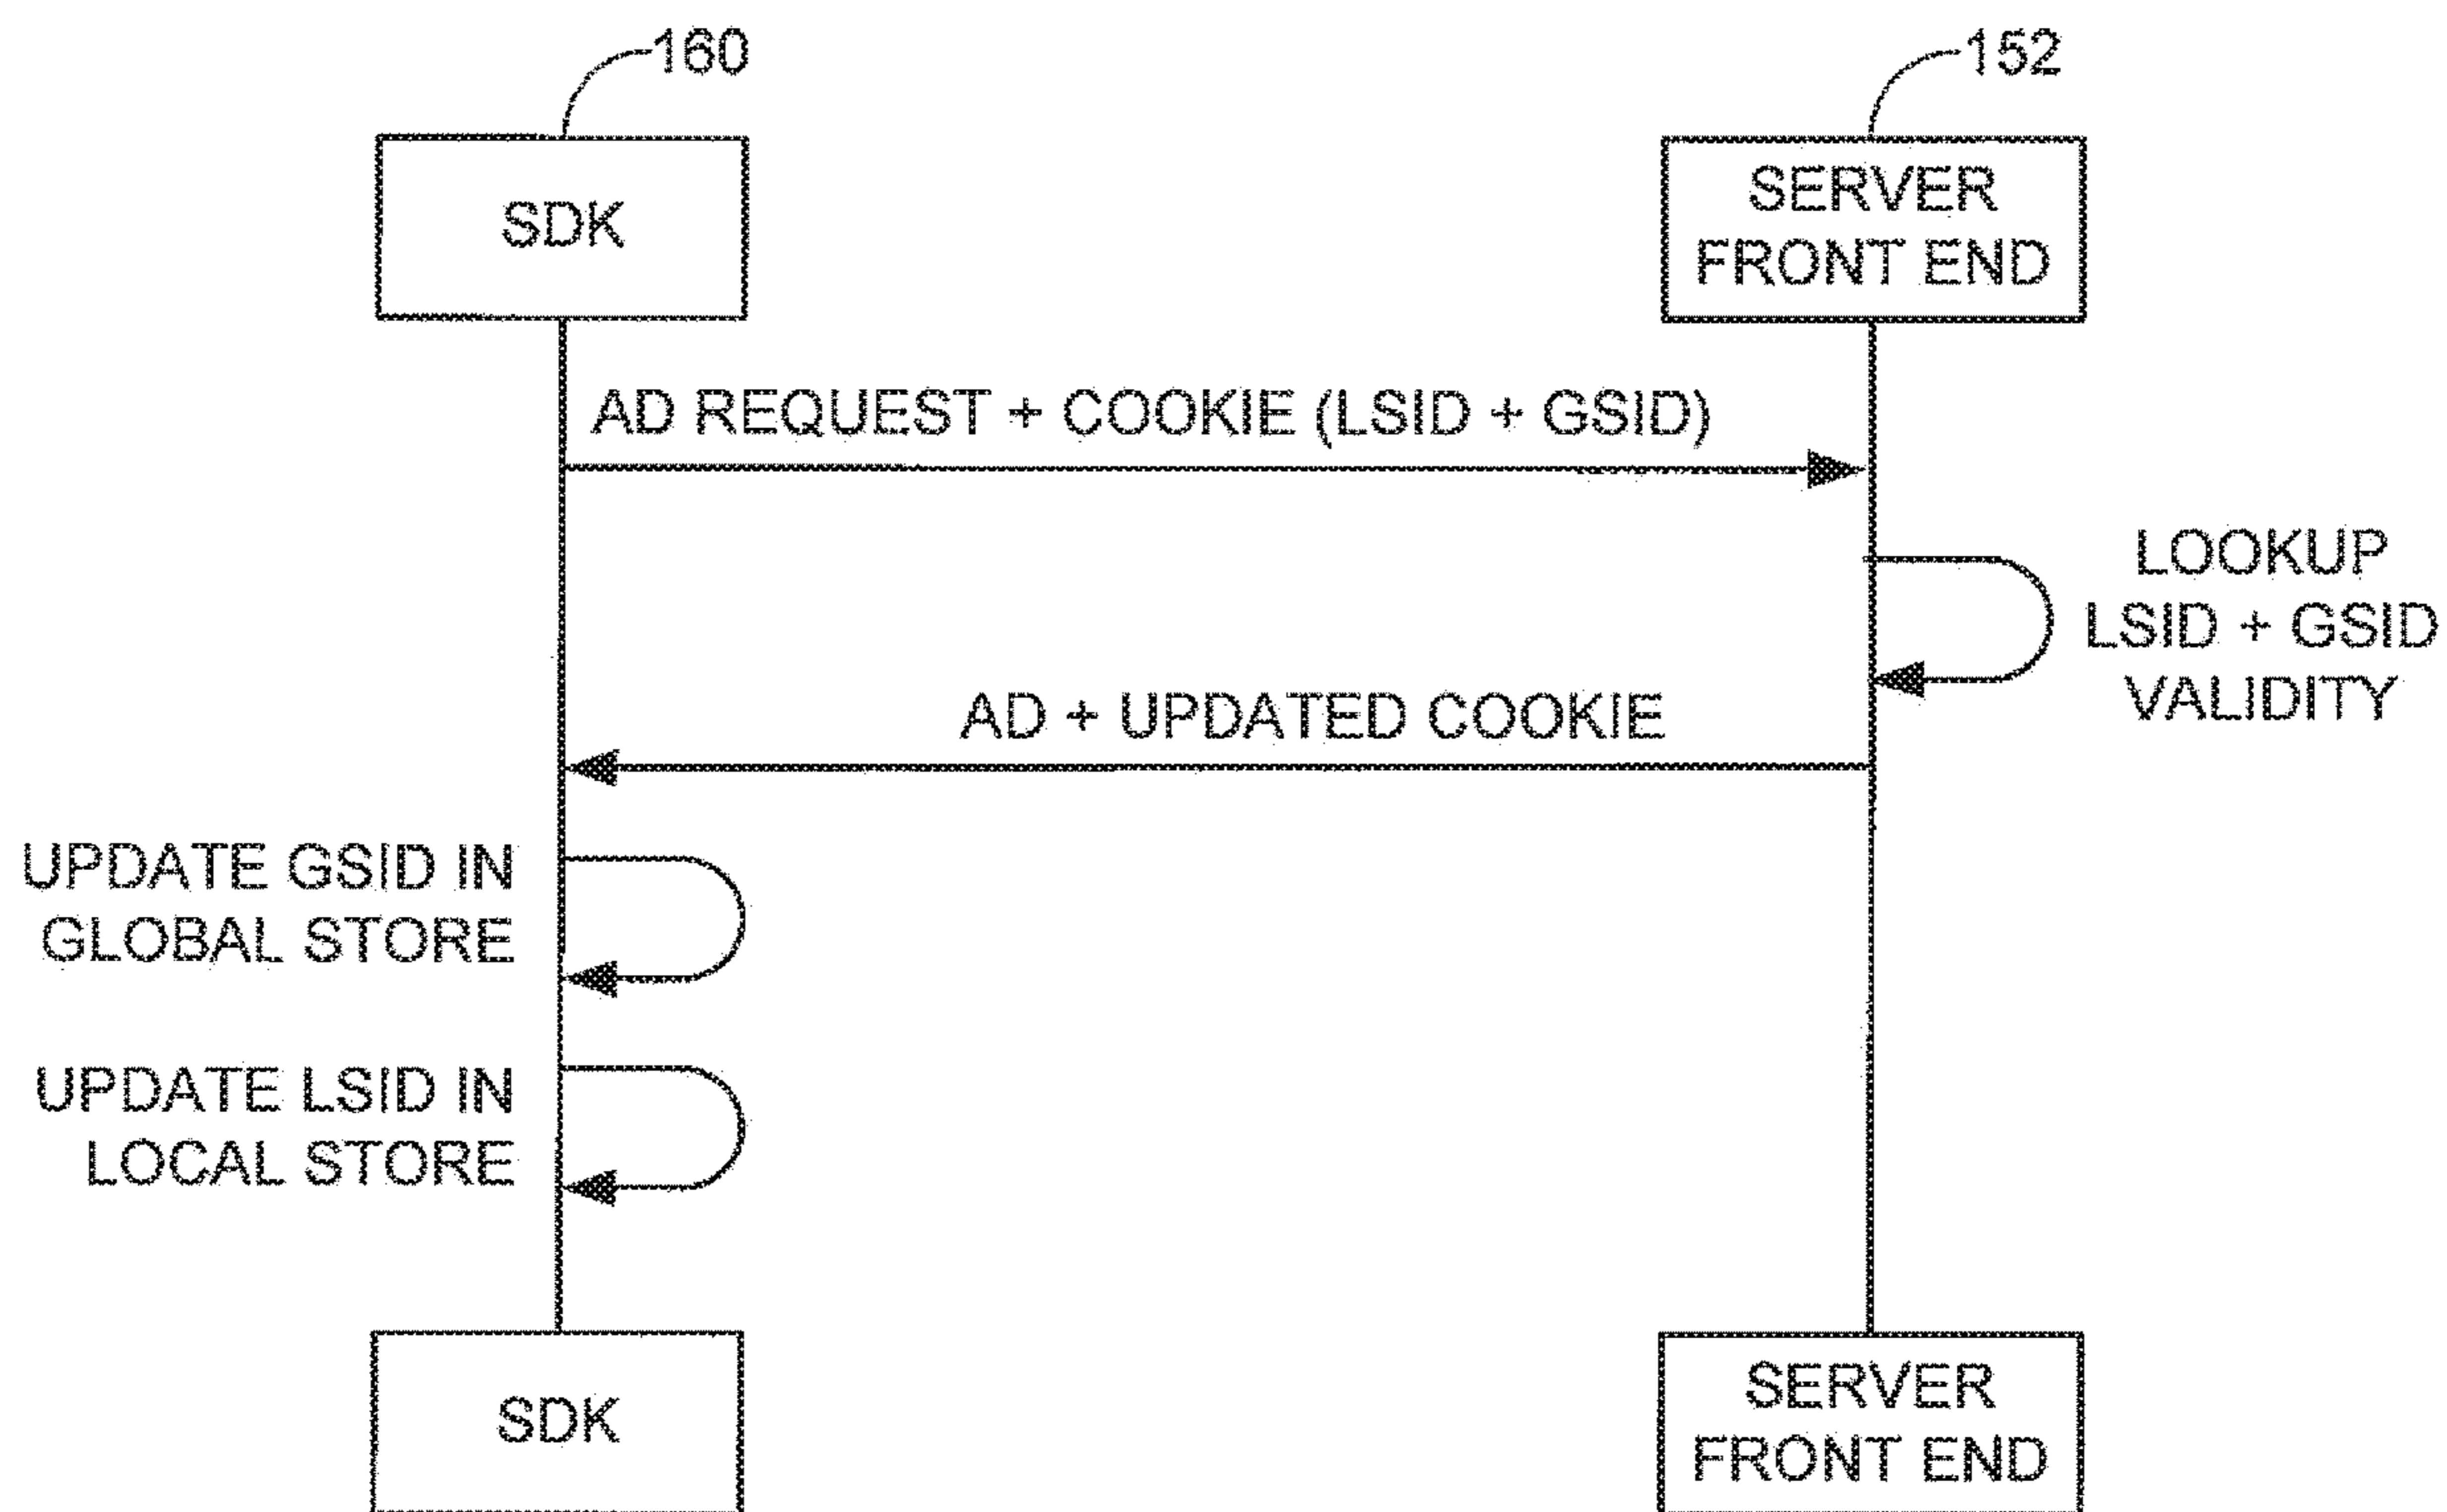 160
152
SDK
SERVER
FRONT END
AD REQUEST + COOKIE (LSID + GSID)
LOOKUP
LSID + GSID
VALIDITY
AD + UPDATED COOKIE
UPDATE GSID IN
GLOBAL STORE
UPDATE LSID IN
LOCAL STORE
SDK
SERVER
FRONT END